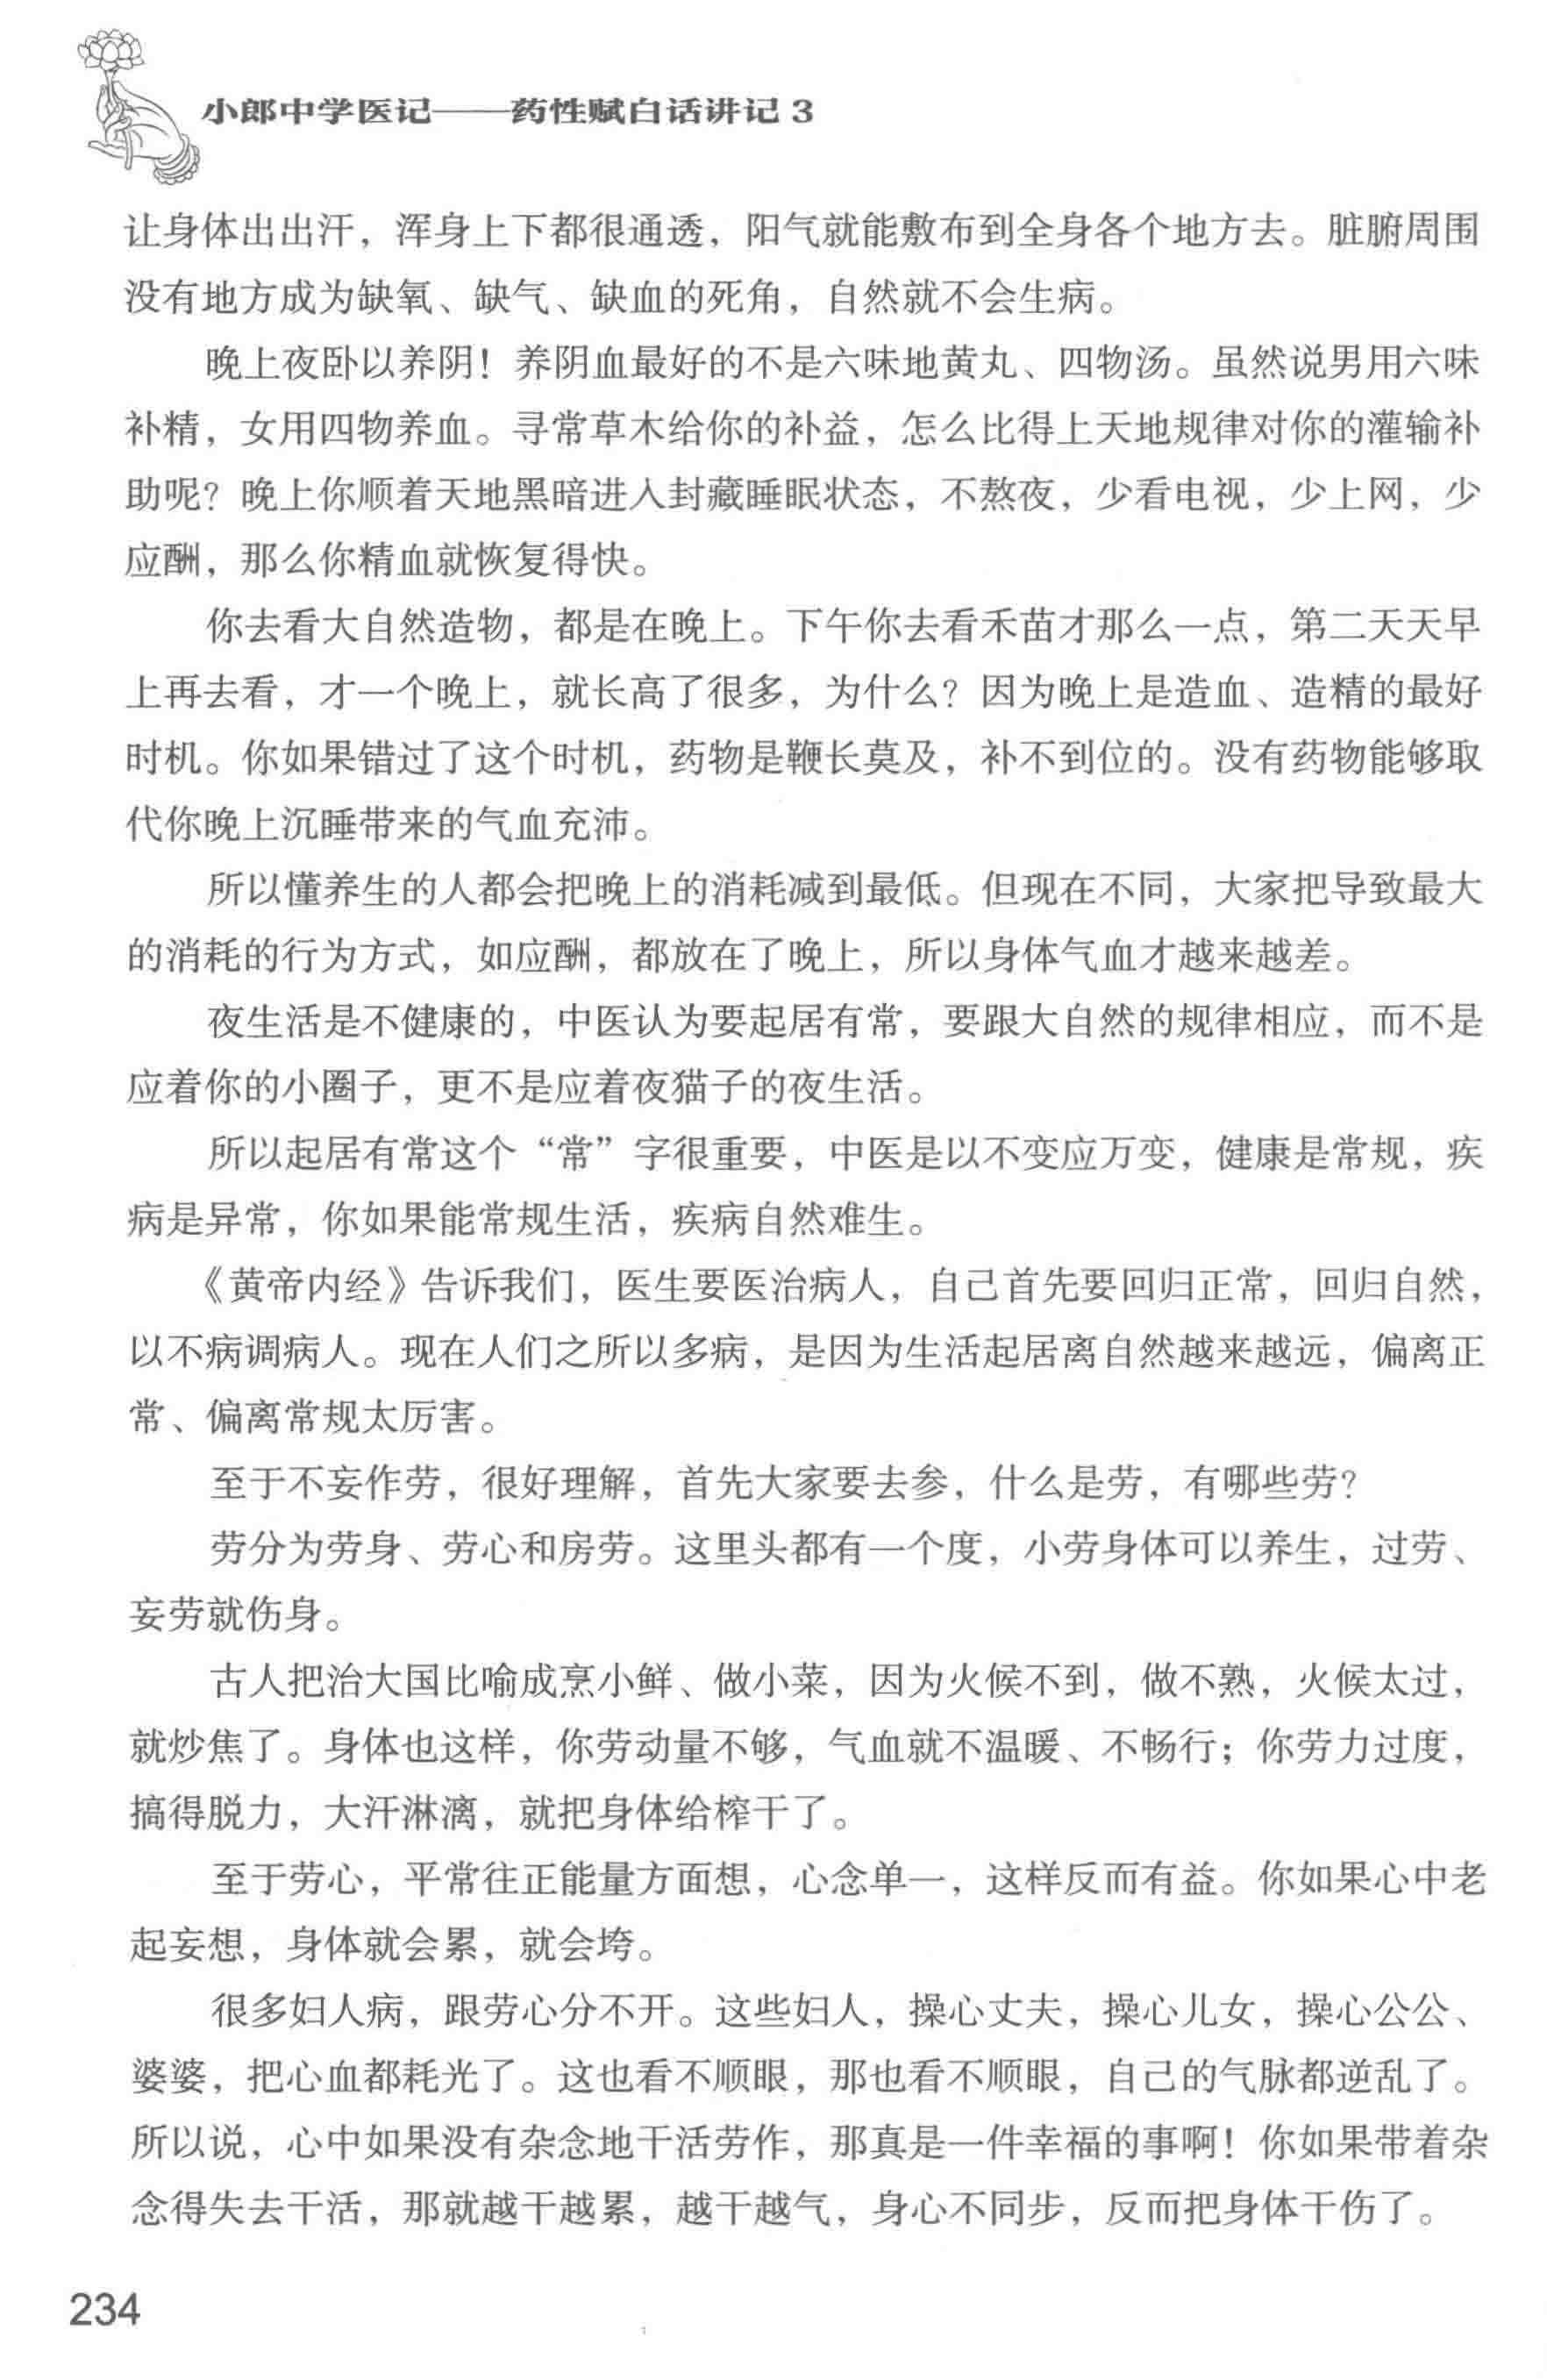 小郎中学医记——药性赋白话讲记 3
让身体出出汗，浑身上下都很通透，阳气就能敷布到全身各个地方去。脏腑周围
没有地方成为缺氧、缺气、缺血的死角，自然就不会生病。
晚上夜卧以养阴！养阴血最好的不是六味地黄丸、四物汤。虽然说男用六味
补精，女用四物养血。寻常草木给你的补益，怎么比得上天地规律对你的灌输补
助呢？晚上你顺着天地黑暗进入封藏睡眠状态，不熬夜，少看电视，少上网，少
应酬，那么你精血就恢复得快。
你去看大自然造物，都是在晚上。下午你去看禾苗才那么一点，第二天天早
上再去看，才一个晚上，就长高了很多，为什么？因为晚上是造血、造精的最好
时机。你如果错过了这个时机，药物是鞭长莫及，补不到位的。没有药物能够取
代你晚上沉睡带来的气血充沛。
所以懂养生的人都会把晚上的消耗减到最低。但现在不同，大家把导致最大
的消耗的行为方式，如应酬，都放在了晚上，所以身体气血才越来越差。
夜生活是不健康的，中医认为要起居有常，要跟大自然的规律相应，而不是
应着你的小圈子，更不是应着夜猫子的夜生活。
所以起居有常这个“常”字很重要，中医是以不变应万变，健康是常规，疾
病是异常，你如果能常规生活，疾病自然难生。
《黄帝内经》告诉我们，医生要医治病人，自己首先要回归正常，回归自然，
以不病调病人。现在人们之所以多病，是因为生活起居离自然越来越远，偏离正
常、偏离常规太厉害。
至于不妄作劳，很好理解，首先大家要去参，什么是劳，有哪些劳？
劳分为劳身、劳心和房劳。这里头都有一个度，小劳身体可以养生，过劳、
妄劳就伤身。
古人把治大国比喻成烹小鲜、做小菜，因为火候不到，做不熟，火候太过，
就炒焦了。身体也这样，你劳动量不够，气血就不温暖、不畅行；你劳力过度，
搞得脱力，大汗淋漓，就把身体给榨干了。
至于劳心，平常往正能量方面想，心念单一，这样反而有益。你如果心中老
起妄想，身体就会累，就会垮。
很多妇人病，跟劳心分不开。这些妇人，操心丈夫，操心儿女，操心公公、
婆婆，把心血都耗光了。这也看不顺眼，那也看不顺眼，自己的气脉都逆乱了。
所以说，心中如果没有杂念地干活劳作，那真是一件幸福的事啊！你如果带着杂
念得失去干活，那就越干越累，越干越气，身心不同步，反而把身体干伤了。
234